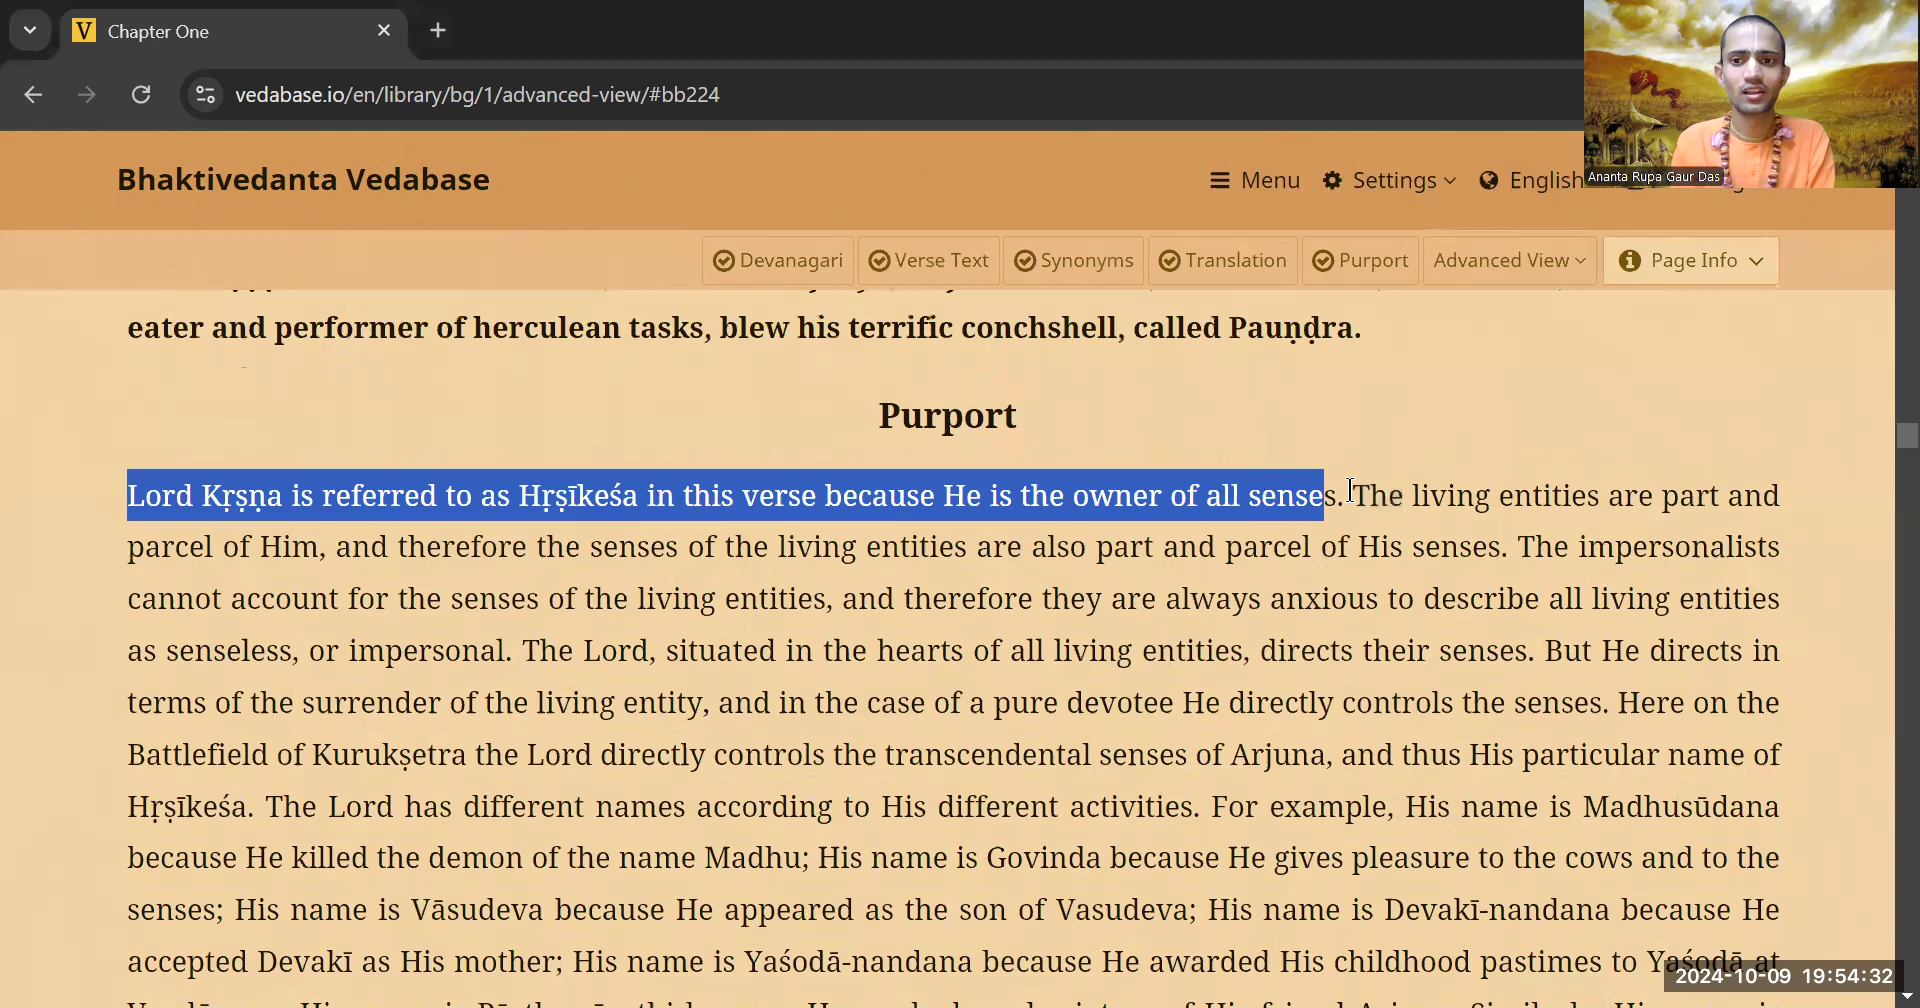 Chapter One
vedabase.io/en/library/bg/1/advanced-view/#bb224
Ananta Rupa Gaur Das
Bhaktivedanta Vedabase
Menu
Settings
English
Devanagari
Verse Text
Synonyms
Translation
Purport
Advanced View
Page Info
eater and performer of herculean tasks, blew his terrific conchshell, called Pauṇḍra.
Purport
Lord Kṛṣṇa is referred to as Hṛṣīkeśa in this verse because He is the owner of all senses. The living entities are part and
parcel of Him, and therefore the senses of the living entities are also part and parcel of His senses. The impersonalists
cannot account for the senses of the living entities, and therefore they are always anxious to describe all living entities
as senseless, or impersonal. The Lord, situated in the hearts of all living entities, directs their senses. But He directs in
terms of the surrender of the living entity, and in the case of a pure devotee He directly controls the senses. Here on the
Battlefield of Kurukṣetra the Lord directly controls the transcendental senses of Arjuna, and thus His particular name of
Hṛṣīkeśa. The Lord has different names according to His different activities. For example, His name is Madhusūdana
because He killed the demon of the name Madhu; His name is Govinda because He gives pleasure to the cows and to the
senses; His name is Vāsudeva because He appeared as the son of Vasudeva; His name is Devakī-nandana because He
accepted Devakī as His mother; His name is Yaśodā-nandana because He awarded His childhood pastimes to Yaśodā at
2024-10-09 19:54:32